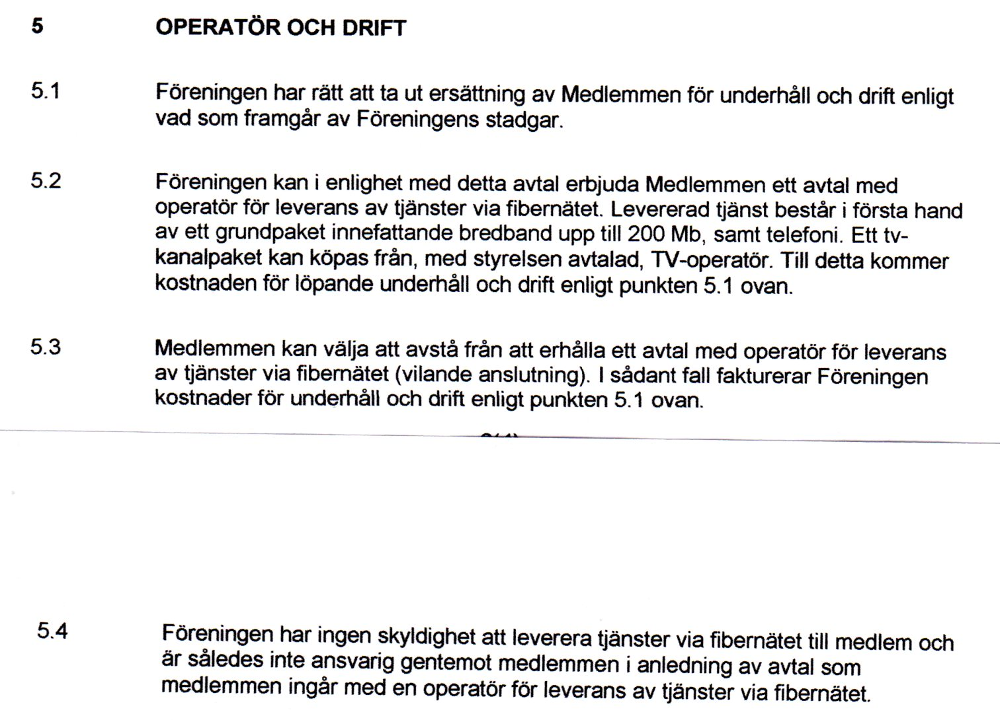 5 OPERATÖR OCH DRIFT
5.1 Föreningen har rätt att ta ut ersättning av Medlemmen för underhåll och drift enligt
vad som framgår av Föreningens stadgar.
5.2 Föreningen kan i enlighet med detta avtal erbjuda Medlemmen ett avtal med
operatör för leverans av tjänster via fibernätet. Levererad tjänst består i första hand
av ett grundpaket innefattande bredband upp till 200 Mb, samt telefoni. Ett tv-
kanalpaket kan köpas från, med styrelsen avtalad, TV-operatör. Till detta kommer
kostnaden för löpande underhåll och drift enligt punkten 5.1 ovan.
5.3 Medlemmen kan välja att avstå från att erhålla ett avtal med operatör för leverans
av tjänster via fibernätet (vilande anslutning). I sådant fall fakturerar Föreningen
kostnader för underhåll och drift enligt punkten 5.1 ovan.
5.4 Föreningen har ingen skyldighet att leverera tjänster via fibernätet till medlem och
är således inte ansvarig gentemot medlemmen i anledning av avtal som
medlemmen ingår med en operatör för leverans av tjänster via fibernätet.